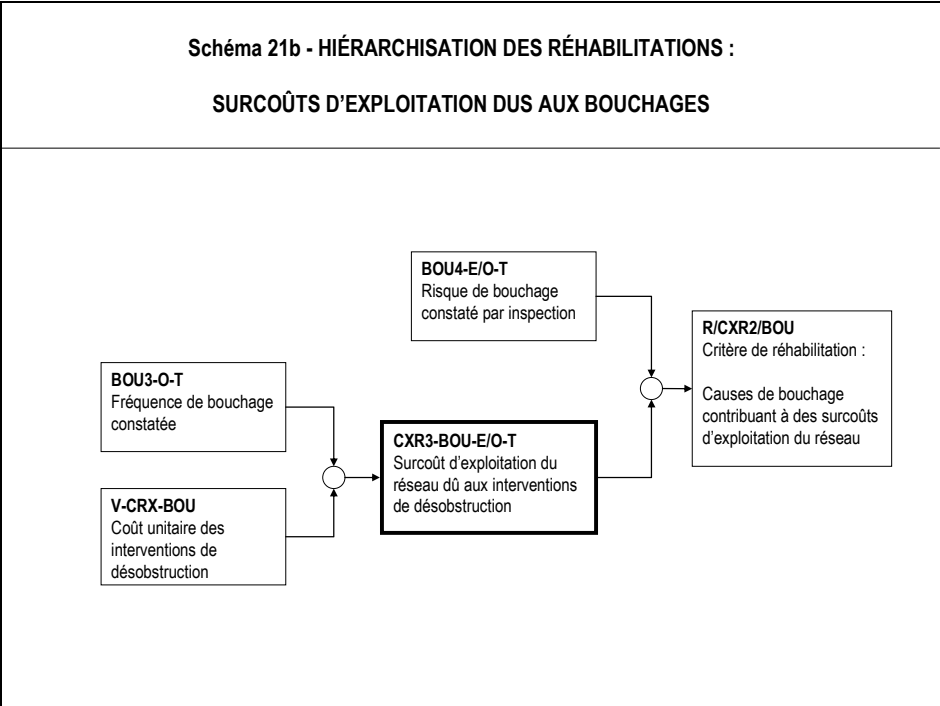 Schéma 21b - HIÉRARCHISATION DES RÉHABILITATIONS :
SURCOÛTS D'EXPLOITATION DUS AUX BOUCHAGES
BOU4-E/O-T
Risque de bouchage
constaté par inspection
R/CXR2/BOU
Critère de réhabilitation :
Causes de bouchage
contribuant à des surcoûts
d'exploitation du réseau
BOU3-O-T
Fréquence de bouchage
constatée
CXR3-BOU-E/O-T
Surcoût d'exploitation du
réseau dû aux interventions
de désobstruction
V-CRX-BOU
Coût unitaire des
interventions de
désobstruction